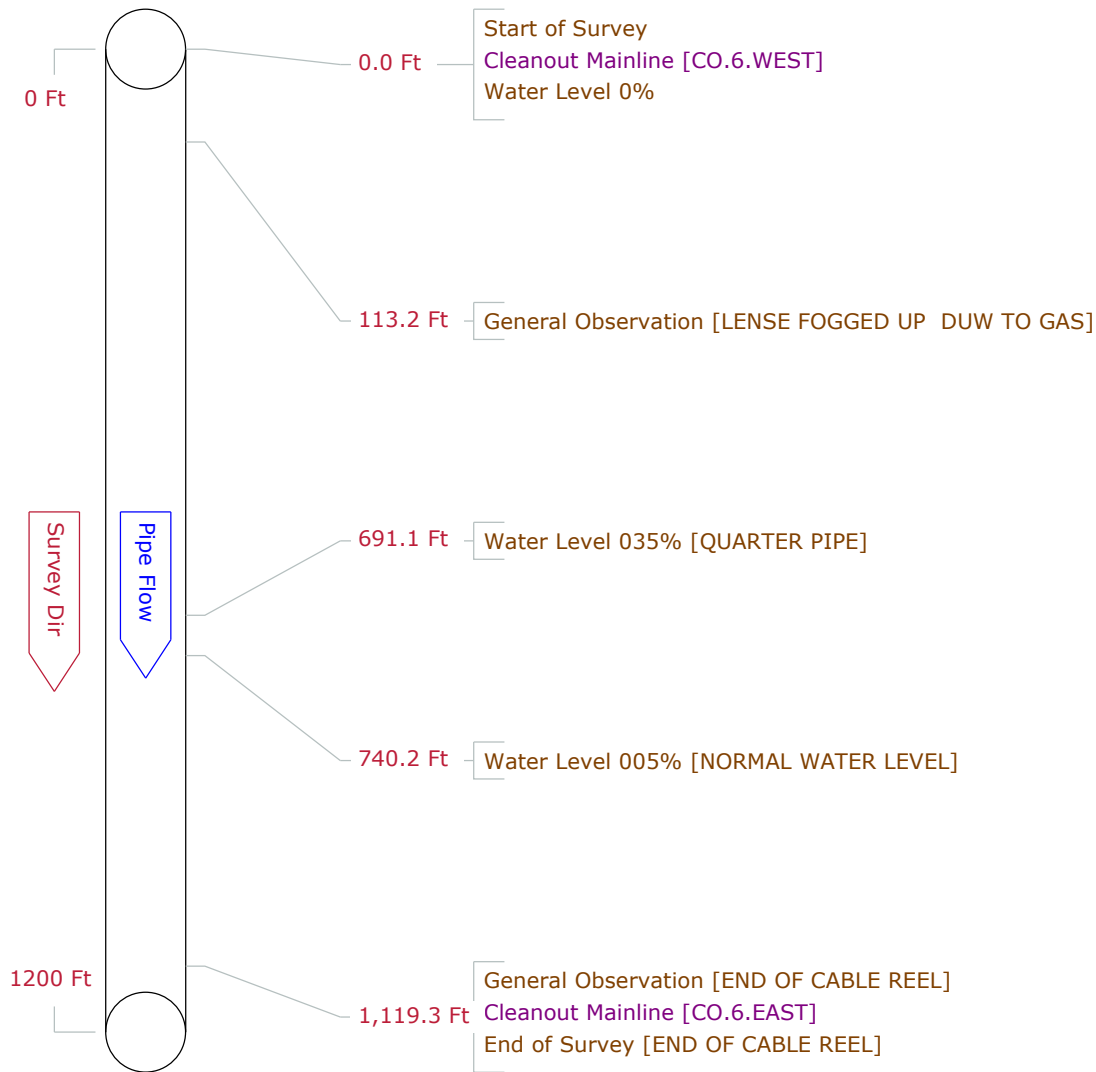 Start of Survey
0.0 Ft
Cleanout Mainline [CO.6.WEST]
Water Level 0%
0 Ft
113.2 Ft
General Observation [LENSE FOGGED UP  DUW TO GAS]
Survey Dir
Pipe Flow
691.1 Ft
Water Level 035% [QUARTER PIPE]
740.2 Ft
Water Level 005% [NORMAL WATER LEVEL]
1200 Ft
General Observation [END OF CABLE REEL]
1,119.3 Ft
Cleanout Mainline [CO.6.EAST]
End of Survey [END OF CABLE REEL]